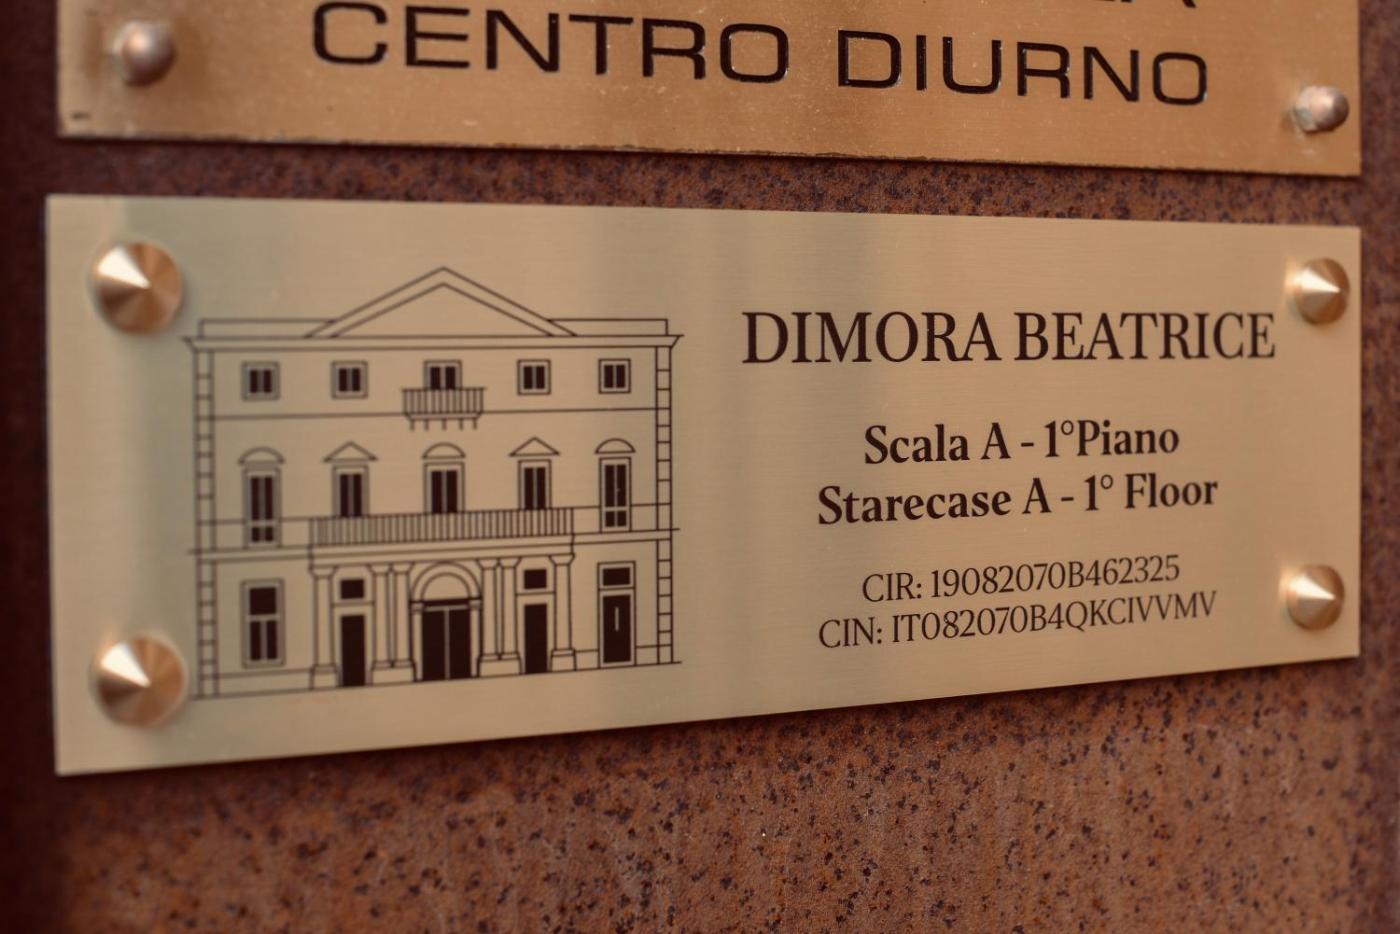 CENTRO DIURNO
DIMORA BEATRICE
Scala A - 1°Piano
Starecase A - 1° Floor
CIR: 19082070B462325
CIN: IT082070B4QKCIVVMV